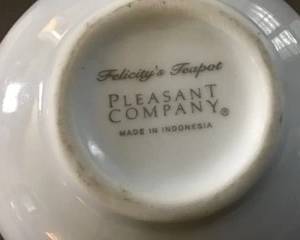 Felicity's Teapot
PLEASANT
COMPANY®
MADE IN INDONESIA